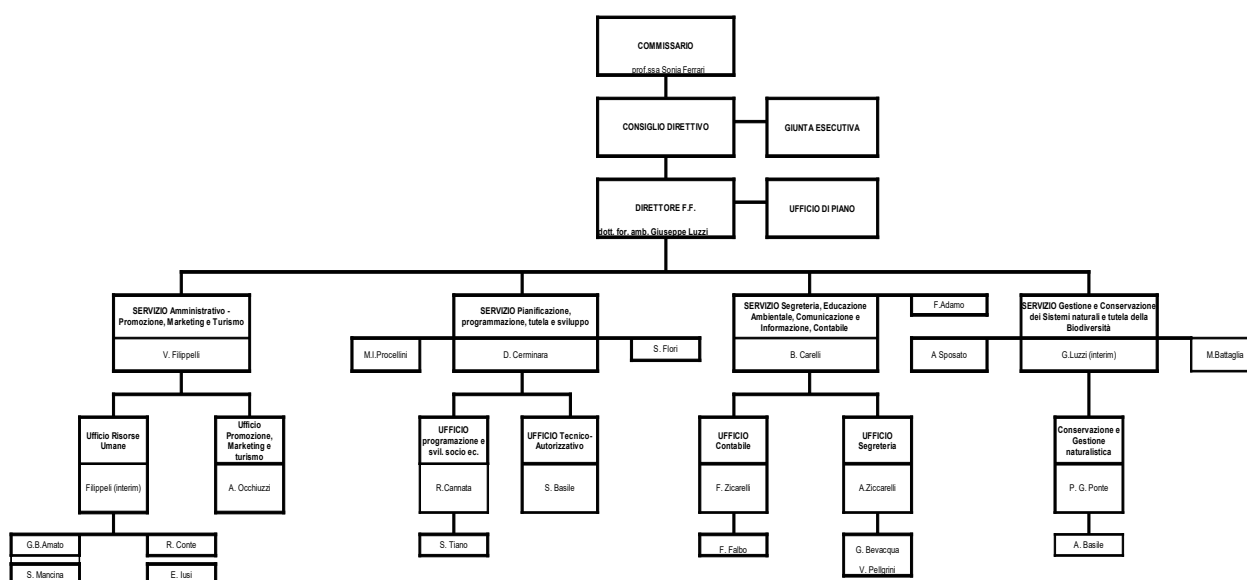 COMMISSARIO
prof.ssa Sonia Ferrari
CONSIGLIO DIRETTIVO
GIUNTA ESECUTIVA
DIRETTORE F.F.
dott. for. amb. Giuseppe Luzzi
UFFICIO DI PIANO
SERVIZIO Amministrativo -
Promozione, Marketing e Turismo
V. Filippelli
SERVIZIO Pianificazione,
programmazione, tutela e sviluppo
D. Cerminara
M.I.Procellini
S. Flori
SERVIZIO Segreteria, Educazione
Ambientale, Comunicazione e
Informazione, Contabile
B. Carelli
F.Adamo
SERVIZIO Gestione e Conservazione
dei Sistemi naturali e tutela della
Biodiversità
G.Luzzi (interim)
A Sposato
M.Battaglia
Ufficio Risorse
Umane
Filippeli (interim)
Ufficio
Promozione,
Marketing e
turismo
A. Occhiuzzi
UFFICIO
programazione e
svil. socio ec.
R.Cannata
UFFICIO Tecnico-
Autorizzativo
S. Basile
UFFICIO
Contabile
F. Zicarelli
UFFICIO
Segreteria
A.Ziccarelli
Conservazione e
Gestione
naturalistica
P. G. Ponte
G.B.Amato
R. Conte
S. Mancina
E. Iusi
S. Tiano
F. Falbo
G. Bevacqua
V. Pellgrini
A. Basile